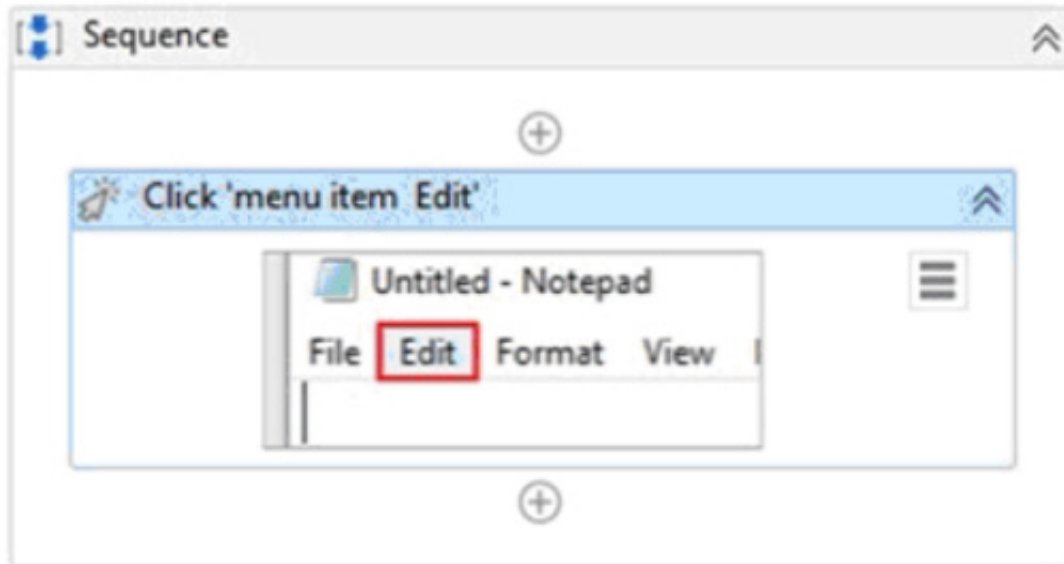 Sequence
Click 'menu item Edit'
Untitled - Notepad
File Edit Format View